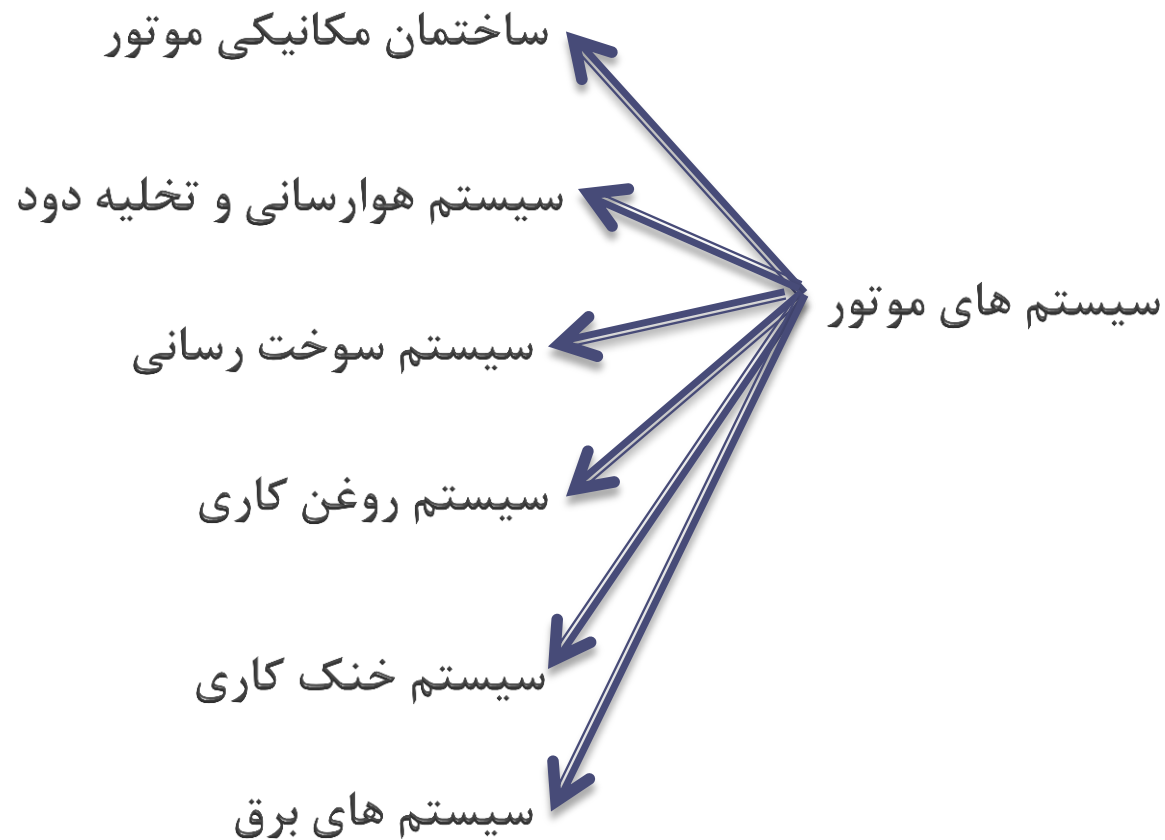 سیستم های موتور
ساختمان مکانیکی موتور
سیستم هوارسانی و تخلیه دود
سیستم سوخت رسانی
سیستم روغن کاری
سیستم خنک کاری
سیستم های برق